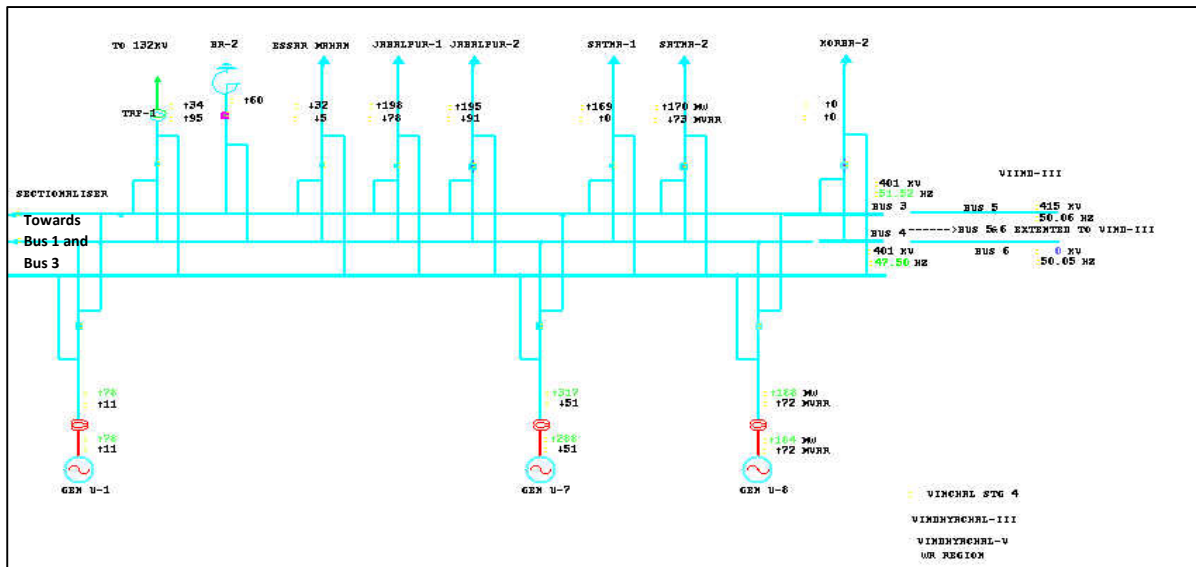 TO 132KV BR-2 ESSAR MAHAN JABALPUR-1 JABALPUR-2 SATNA-1 SATNA-2 KORBA-2
TRF-1 ↑34 ↑60 ↓32 ↑198 ↑195 ↑169 ↑170 MW ↑0
↑95 ↓5 ↓78 ↓91 ↑0 ↓73 MVAR ↑0
VIIND-III
SECTIONALISER
401 KV
51.52 HZ
BUS 3
BUS 5
415 KV
50.06 HZ
Towards
Bus 1 and
Bus 3
BUS 4 ------>BUS 5&6 EXTENTED TO VIND-III
401 KV
47.50 HZ
BUS 6
0 KV
50.05 HZ
↑78 ↑317 ↑188 MW
↑11 ↓51 ↑72 MVAR
↑78 ↑288 ↑184 MW
↑11 ↓51 ↑72 MVAR
GEN U-1 GEN U-7 GEN U-8
VINCHAL STG 4
VINDHYACHAL-III
VINDHYACHAL-V
WR REGION